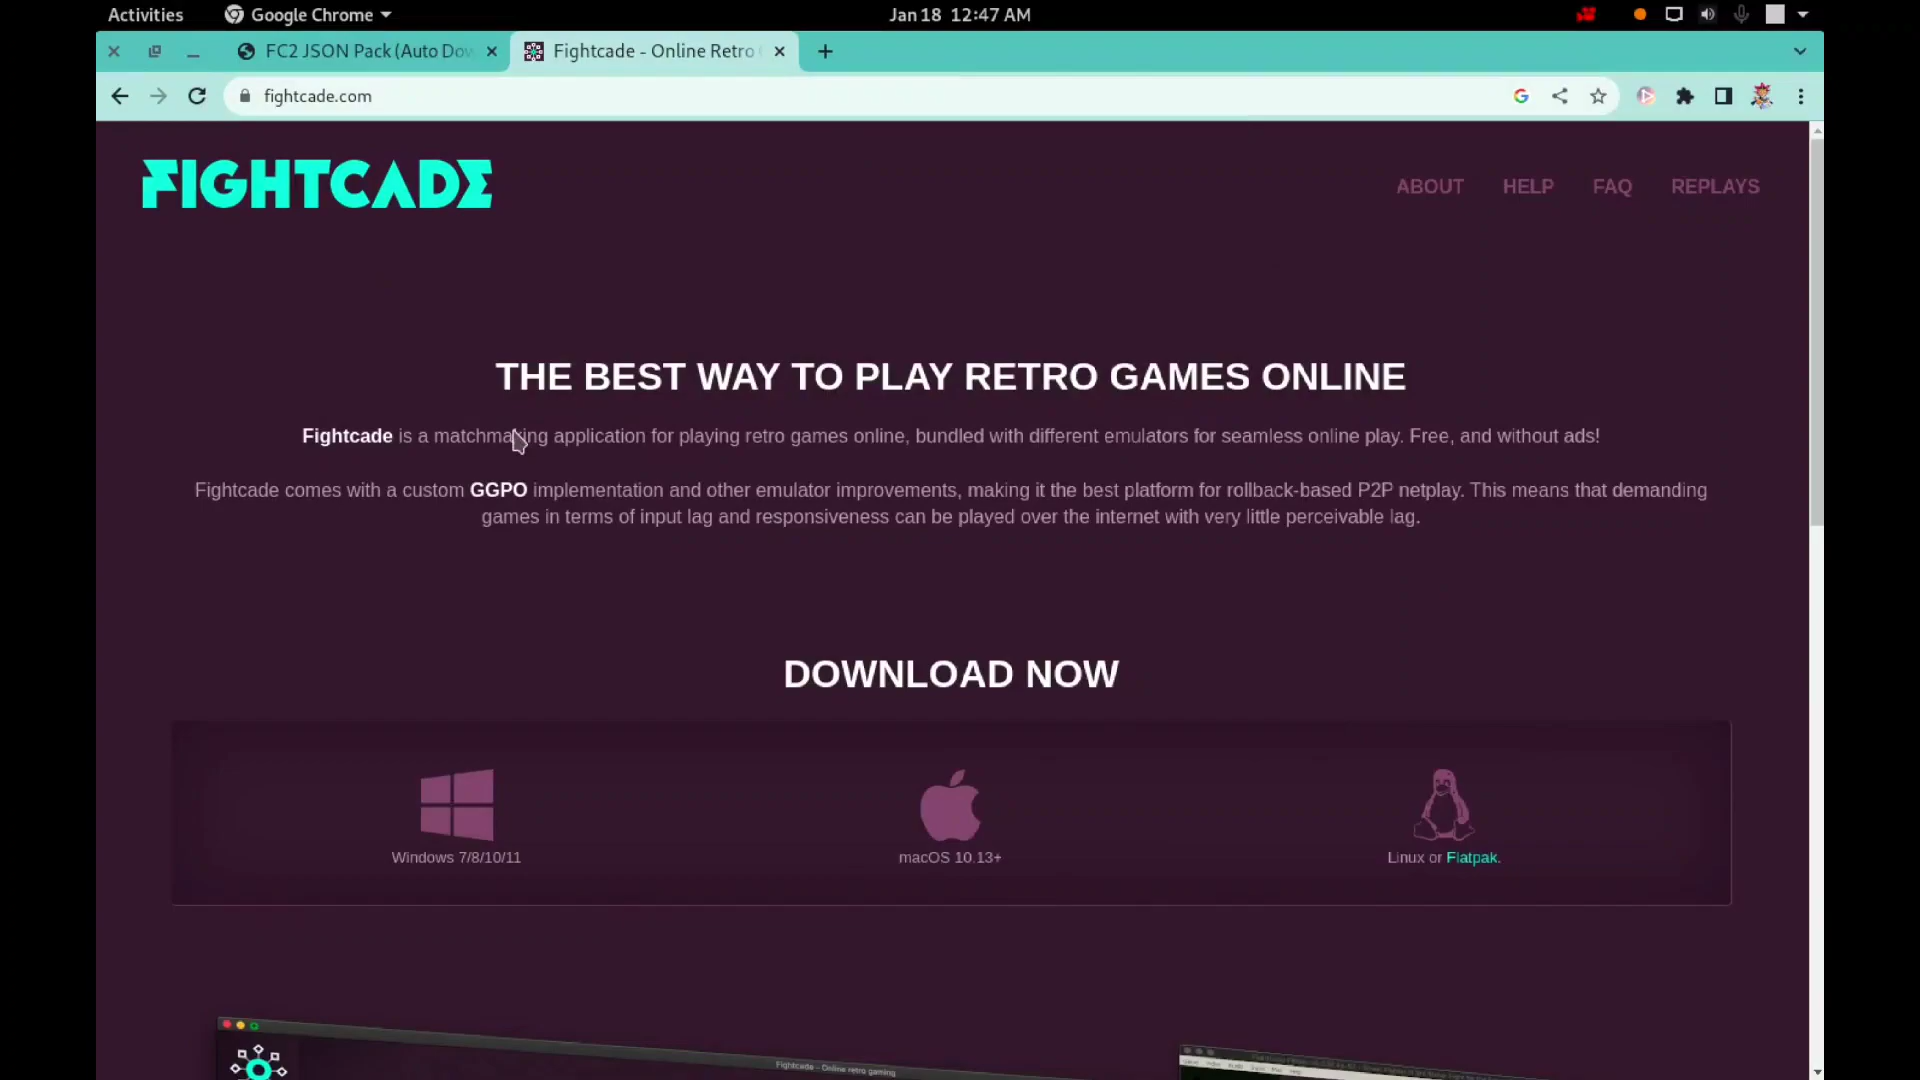 Activities
Google Chrome
Jan 18 12:47 AM
FC2 JSON Pack (Auto Dow
Fightcade - Online Retro
fightcade.com
FIGHTCADE
ABOUT
HELP
FAQ
REPLAYS
THE BEST WAY TO PLAY RETRO GAMES ONLINE
Fightcade is a matchmaking application for playing retro games online, bundled with different emulators for seamless online play. Free, and without ads!
Fightcade comes with a custom GGPO implementation and other emulator improvements, making it the best platform for rollback-based P2P netplay. This means that demanding
games in terms of input lag and responsiveness can be played over the internet with very little perceivable lag.
DOWNLOAD NOW
Windows 7/8/10/11
macOS 10.13+
Linux or Flatpak.
Fightcade - Online retro gaming